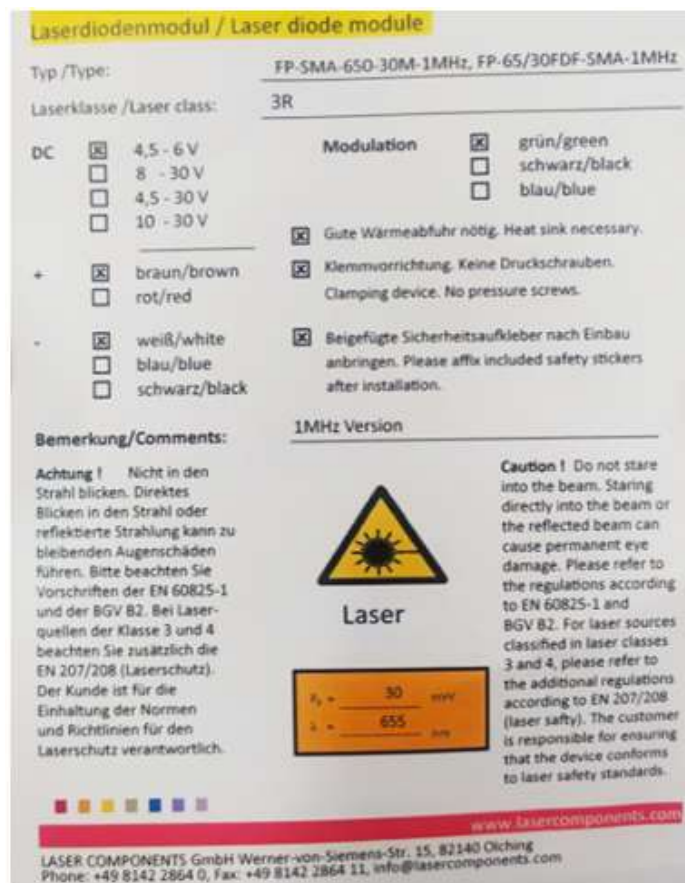 Laserdiodenmodul / Laser diode module
Typ /Type: FP-SMA-650-30M-1MHz, FP-65/30FDF-SMA-1MHz
Laserklasse /Laser class: 3R
DC ☒ 4,5 - 6 V
☐ 8 - 30 V
☐ 4,5 - 30 V
☐ 10 - 30 V
+ ☒ braun/brown
☐ rot/red
- ☒ weiß/white
☐ blau/blue
☐ schwarz/black
Modulation ☒ grün/green
☐ schwarz/black
☐ blau/blue
☒ Gute Wärmeabfuhr nötig. Heat sink necessary.
☒ Klemmvorrichtung. Keine Druckschrauben.
Clamping device. No pressure screws.
☒ Beigefügte Sicherheitsaufkleber nach Einbau
anbringen. Please affix included safety stickers
after installation.
Bemerkung/Comments: 1MHz Version
Achtung ! Nicht in den
Strahl blicken. Direktes
Blicken in den Strahl oder
reflektierte Strahlung kann zu
bleibenden Augenschäden
führen. Bitte beachten Sie
Vorschriften der EN 60825-1
und der BGV B2. Bei Laser-
quellen der Klasse 3 und 4
beachten Sie zusätzlich die
EN 207/208 (Laserschutz).
Der Kunde ist für die
Einhaltung der Normen
und Richtlinien für den
Laserschutz verantwortlich.
Laser
= 30 mW
λ = 655 nm
Caution ! Do not stare
into the beam. Staring
directly into the beam or
the reflected beam can
cause permanent eye
damage. Please refer to
the regulations according
to EN 60825-1 and
BGV B2. For laser sources
classified in laser classes
3 and 4, please refer to
the additional regulations
according to EN 207/208
(laser safty). The customer
is responsible for ensuring
that the device conforms
to laser safety standards.
www.lasercomponents.com
LASER COMPONENTS GmbH Werner-von-Siemens-Str. 15, 82140 Olching
Phone: +49 8142 2864 0, Fax: +49 8142 2864 11, info@lasercomponents.com